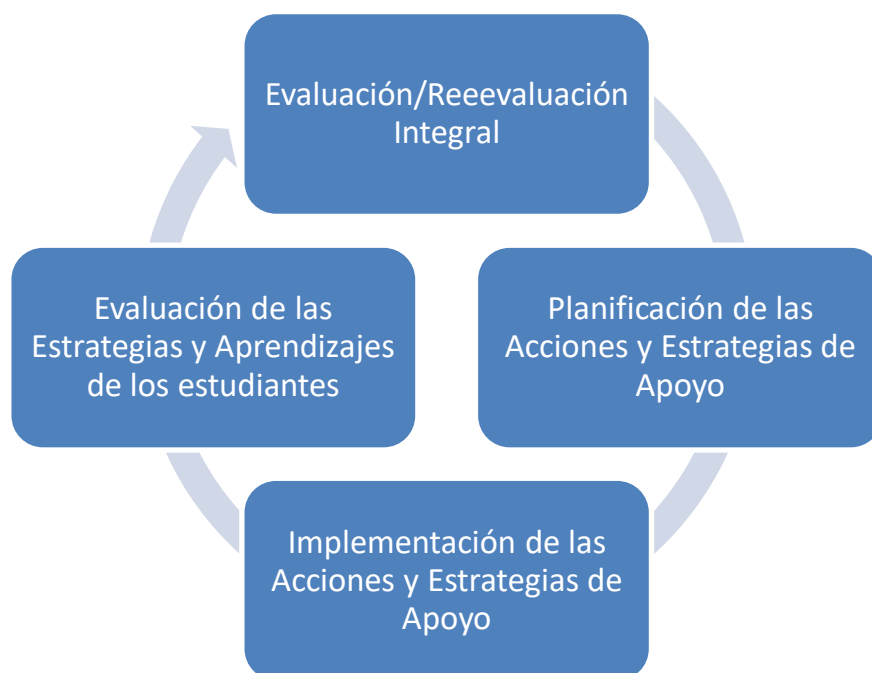 Evaluación/Reeevaluación
Integral
Planificación de las
Acciones y Estrategias de
Apoyo
Implementación de las
Acciones y Estrategias de
Apoyo
Evaluación de las
Estrategias y Aprendizajes
de los estudiantes